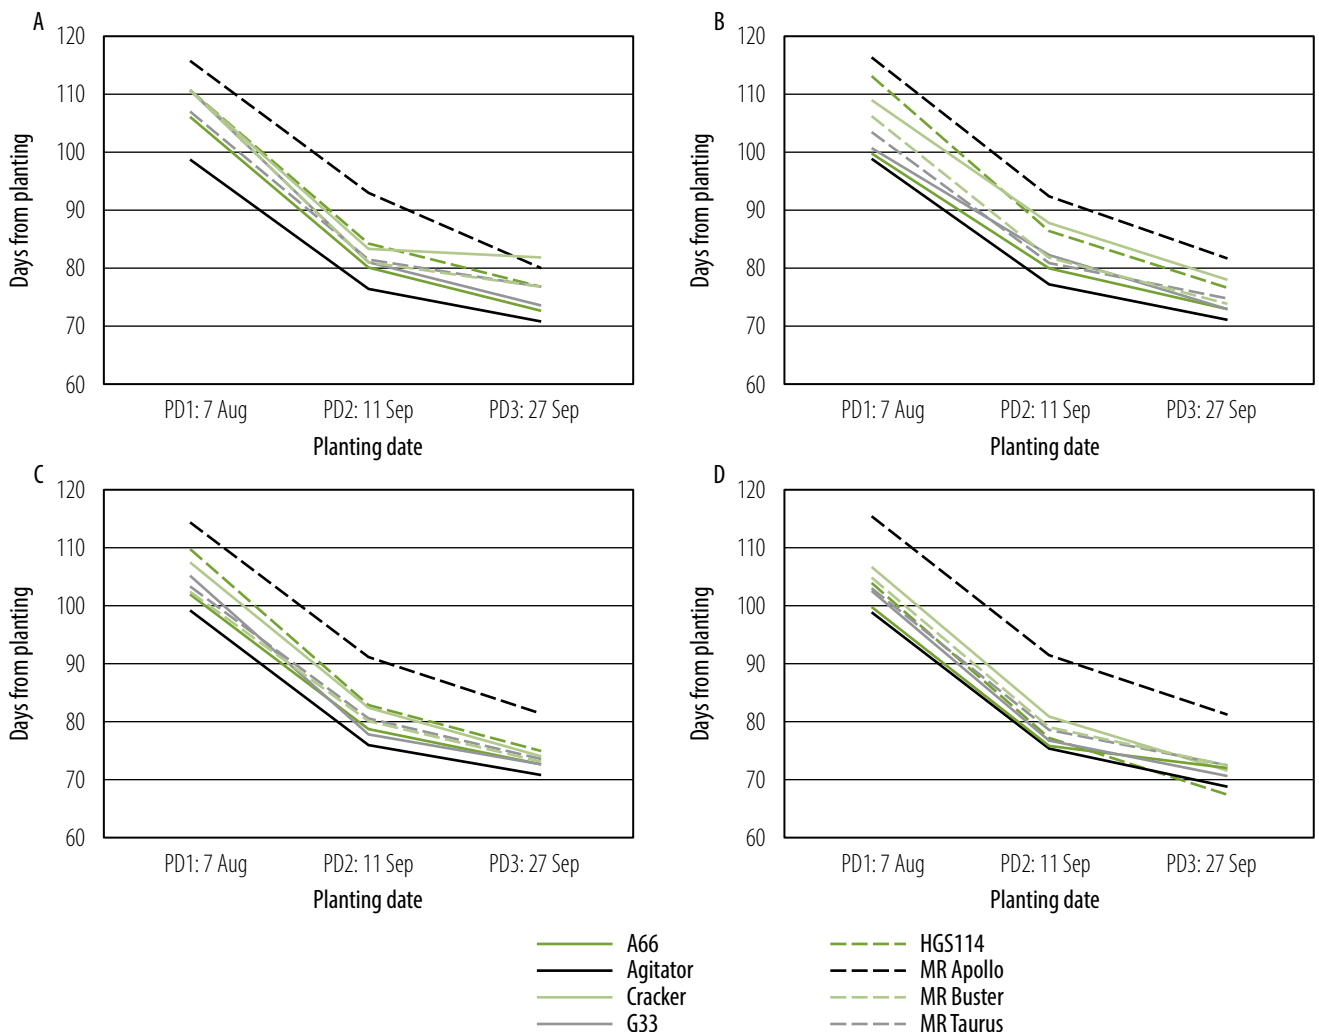 A
120
110
100
90
80
70
60
Days from planting
PD1: 7 Aug PD2: 11 Sep PD3: 27 Sep
Planting date
B
120
110
100
90
80
70
60
Days from planting
PD1: 7 Aug PD2: 11 Sep PD3: 27 Sep
Planting date
C
120
110
100
90
80
70
60
Days from planting
PD1: 7 Aug PD2: 11 Sep PD3: 27 Sep
Planting date
D
120
110
100
90
80
70
60
Days from planting
PD1: 7 Aug PD2: 11 Sep PD3: 27 Sep
Planting date
A66
Agitator
Cracker
G33
HGS114
MR Apollo
MR Buster
MR Taurus